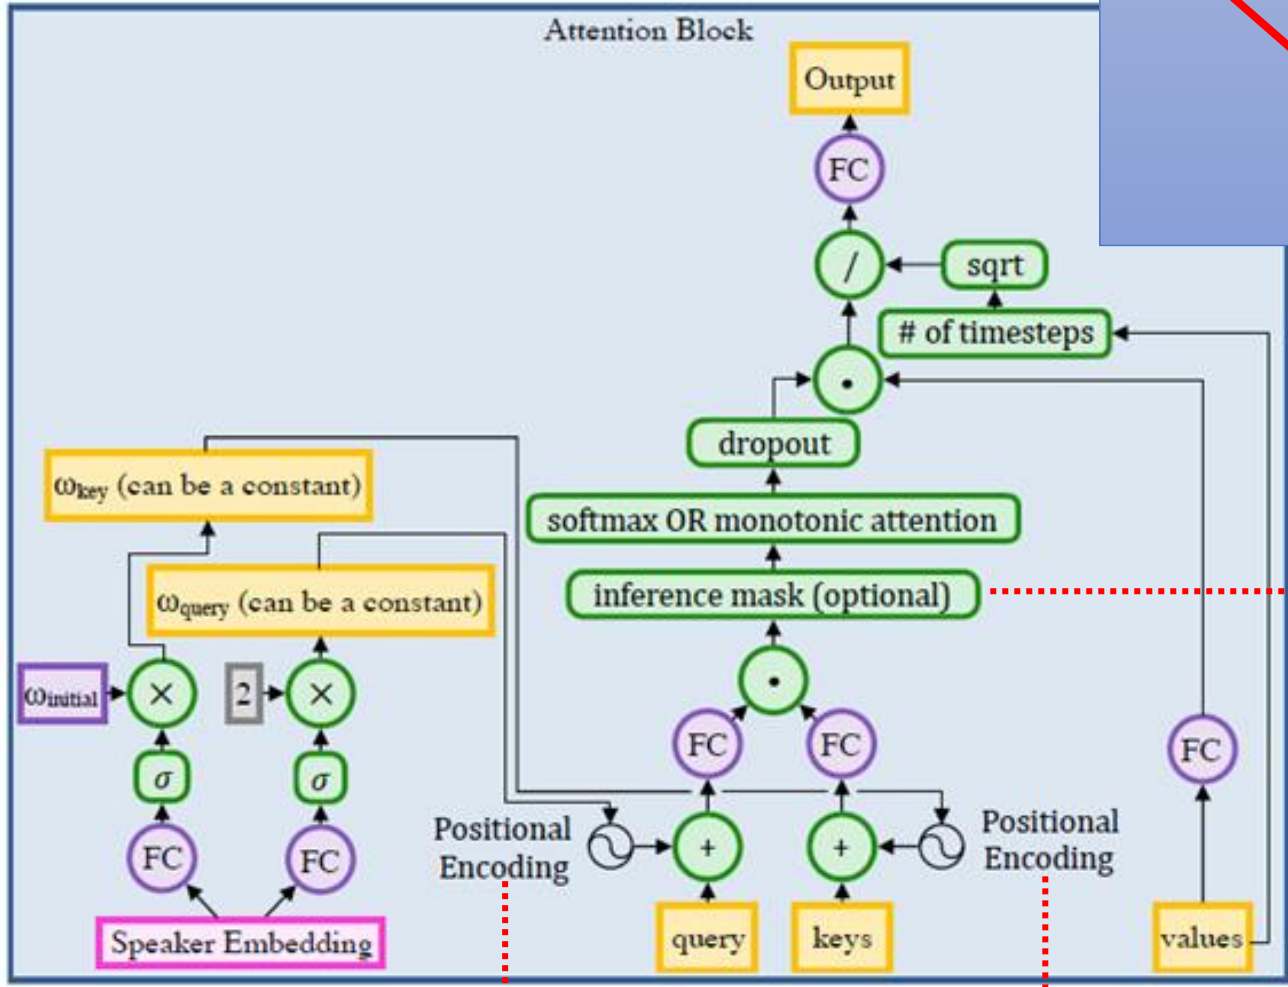 Attention Block
Output
FC
/
sqrt
# of timesteps
.
dropout
ωkey (can be a constant)
softmax OR monotonic attention
ωquery (can be a constant)
inference mask (optional)
ωinitial
×
2
×
.
FC
FC
FC
σ
σ
Positional
Encoding
+
+
Positional
Encoding
FC
FC
Speaker Embedding
query
keys
values